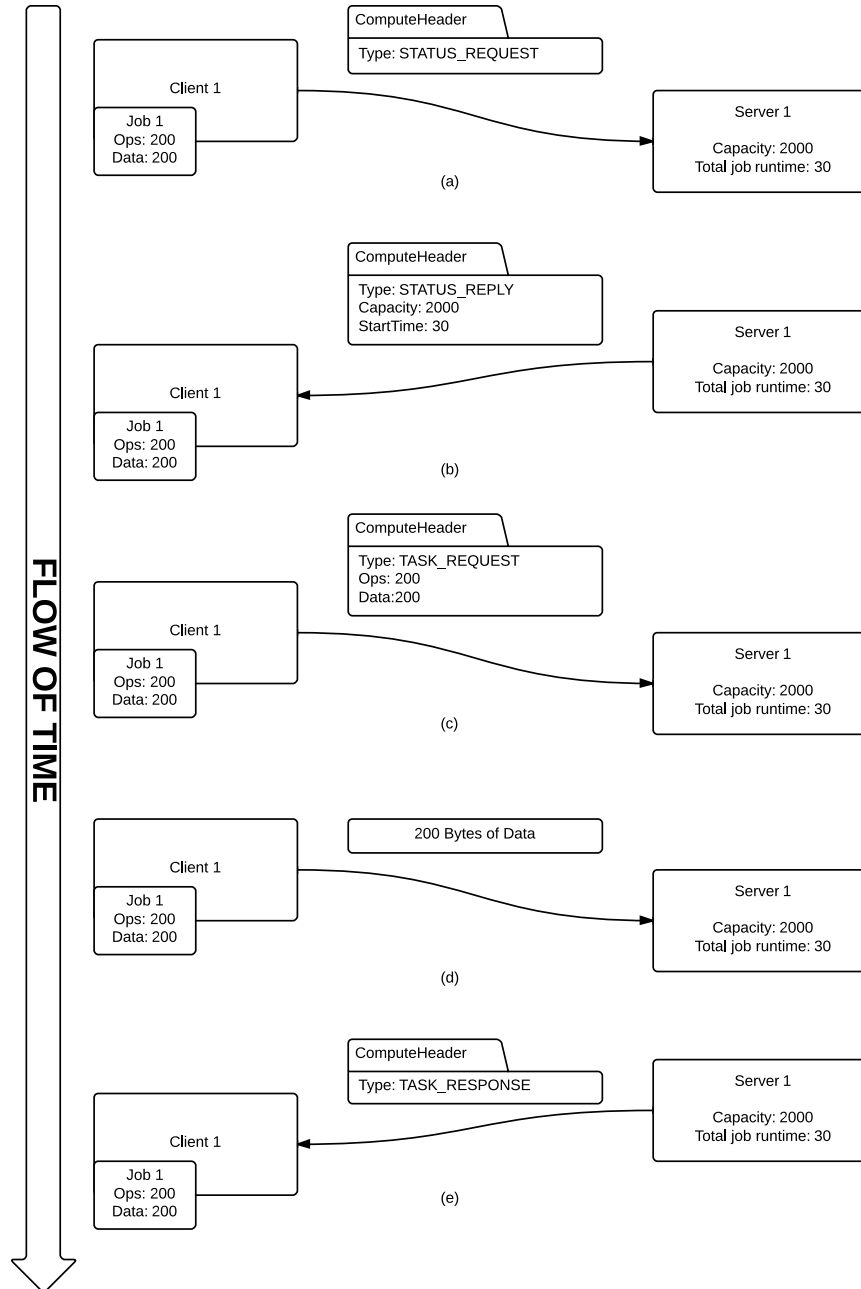 FLOW OF TIME
ComputeHeader
Type: STATUS_REQUEST
Client 1
Job 1
Ops: 200
Data: 200
Server 1
Capacity: 2000
Total job runtime: 30
(a)
ComputeHeader
Type: STATUS_REPLY
Capacity: 2000
StartTime: 30
Client 1
Job 1
Ops: 200
Data: 200
Server 1
Capacity: 2000
Total job runtime: 30
(b)
ComputeHeader
Type: TASK_REQUEST
Ops: 200
Data:200
Client 1
Job 1
Ops: 200
Data: 200
Server 1
Capacity: 2000
Total job runtime: 30
(c)
200 Bytes of Data
Client 1
Job 1
Ops: 200
Data: 200
Server 1
Capacity: 2000
Total job runtime: 30
(d)
ComputeHeader
Type: TASK_RESPONSE
Client 1
Job 1
Ops: 200
Data: 200
Server 1
Capacity: 2000
Total job runtime: 30
(e)